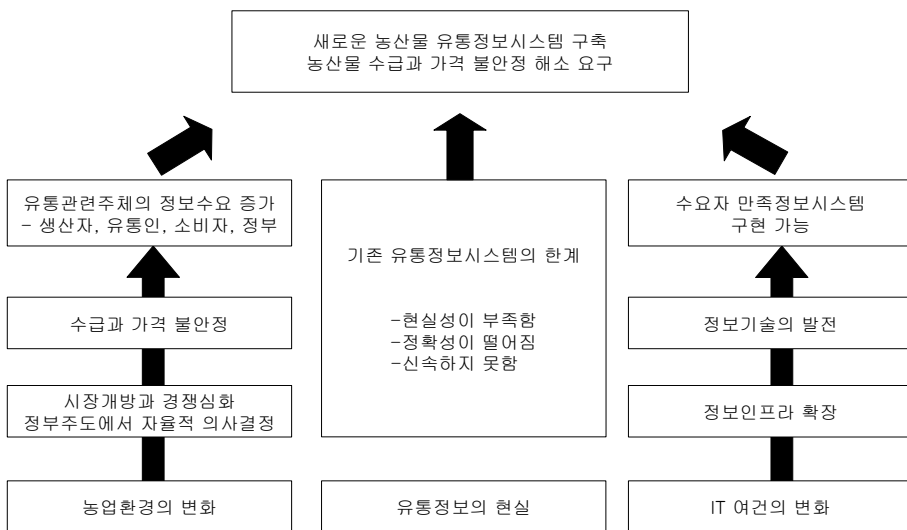 새로운 농산물 유통정보시스템 구축
농산물 수급과 가격 불안정 해소 요구
유통관련주체의 정보수요 증가
- 생산자, 유통인, 소비자, 정부
기존 유통정보시스템의 한계
-현실성이 부족함
-정확성이 떨어짐
-신속하지 못함
수요자 만족정보시스템
구현 가능
수급과 가격 불안정
정보기술의 발전
시장개방과 경쟁심화
정부주도에서 자율적 의사결정
정보인프라 확장
농업환경의 변화
유통정보의 현실
IT 여건의 변화